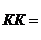 KK =